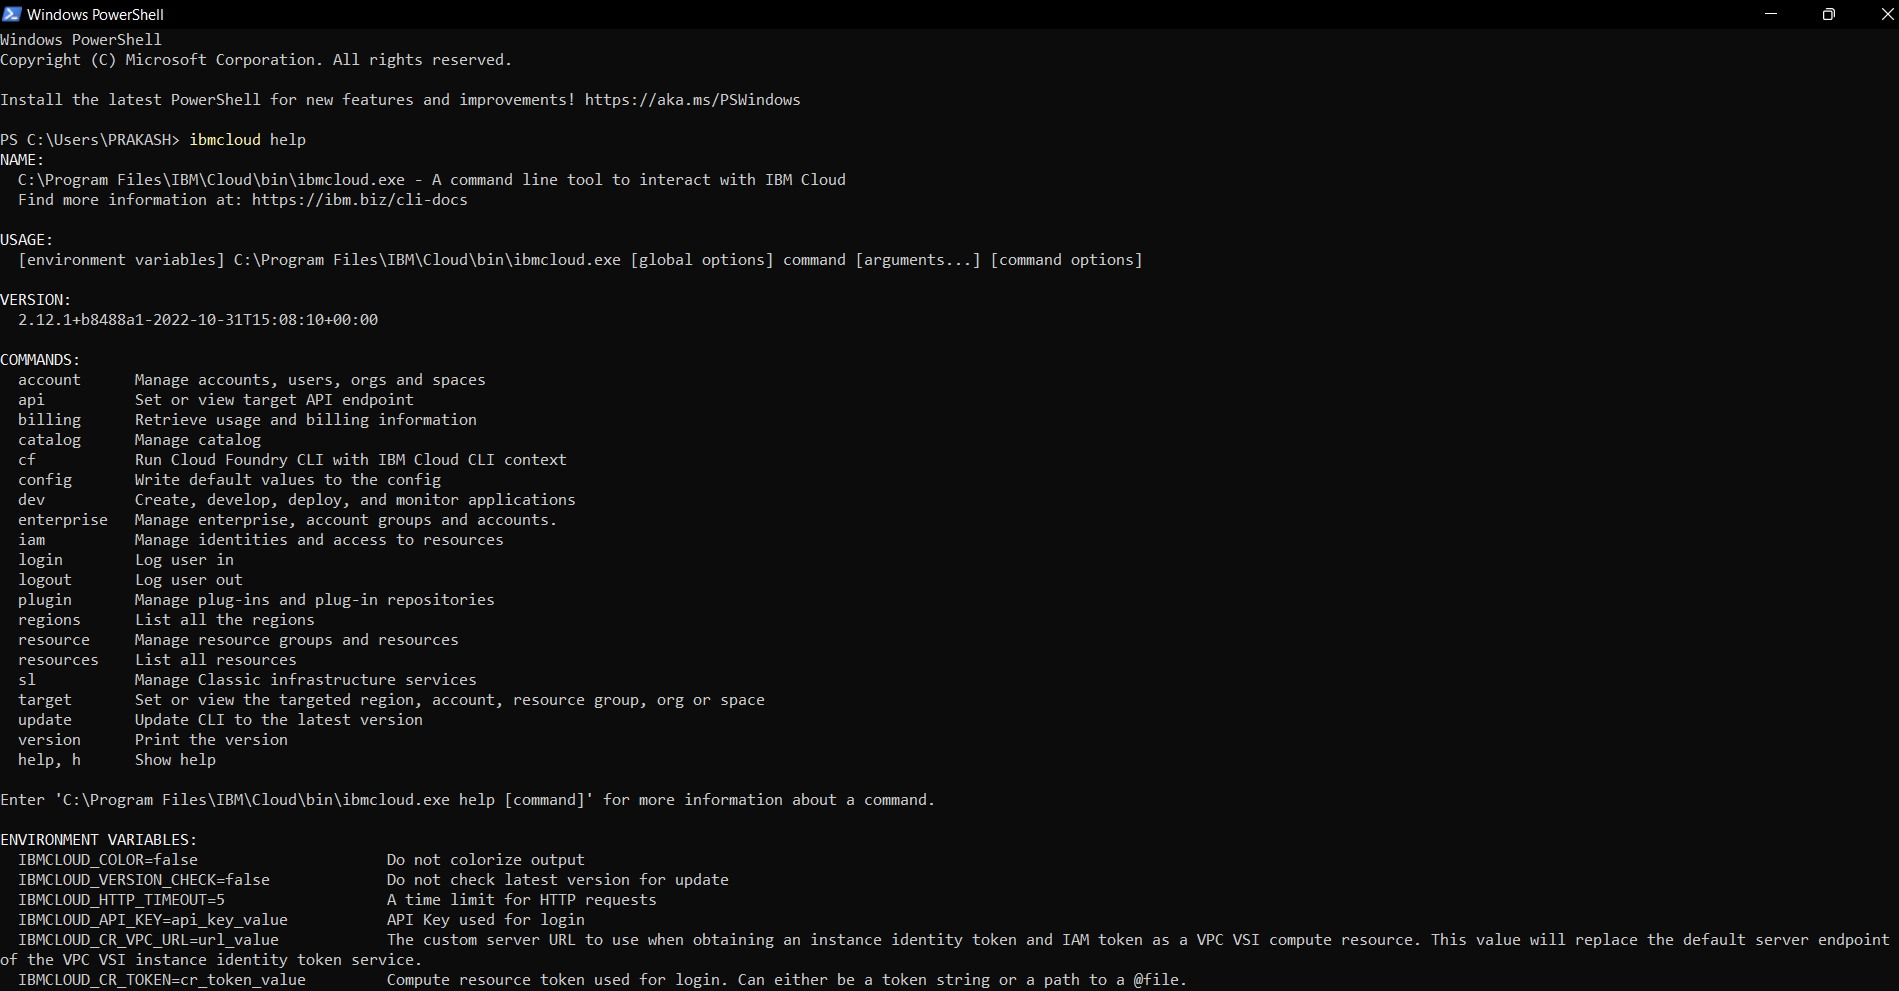 Windows PowerShell
Windows PowerShell
Copyright (C) Microsoft Corporation. All rights reserved.
Install the latest PowerShell for new features and improvements! https://aka.ms/PSWindows
PS C:\Users\PRAKASH> ibmcloud help
NAME:
  C:\Program Files\IBM\Cloud\bin\ibmcloud.exe - A command line tool to interact with IBM Cloud
  Find more information at: https://ibm.biz/cli-docs
USAGE:
  [environment variables] C:\Program Files\IBM\Cloud\bin\ibmcloud.exe [global options] command [arguments...] [command options]
VERSION:
  2.12.1+b8488a1-2022-10-31T15:08:10+00:00
COMMANDS:
  account      Manage accounts, users, orgs and spaces
  api          Set or view target API endpoint
  billing      Retrieve usage and billing information
  catalog      Manage catalog
  cf           Run Cloud Foundry CLI with IBM Cloud CLI context
  config       Write default values to the config
  dev          Create, develop, deploy, and monitor applications
  enterprise   Manage enterprise, account groups and accounts.
  iam          Manage identities and access to resources
  login        Log user in
  logout       Log user out
  plugin       Manage plug-ins and plug-in repositories
  regions      List all the regions
  resource     Manage resource groups and resources
  resources    List all resources
  sl           Manage Classic infrastructure services
  target       Set or view the targeted region, account, resource group, org or space
  update       Update CLI to the latest version
  version      Print the version
  help, h      Show help
Enter 'C:\Program Files\IBM\Cloud\bin\ibmcloud.exe help [command]' for more information about a command.
ENVIRONMENT VARIABLES:
  IBMCLOUD_COLOR=false                     Do not colorize output
  IBMCLOUD_VERSION_CHECK=false             Do not check latest version for update
  IBMCLOUD_HTTP_TIMEOUT=5                  A time limit for HTTP requests
  IBMCLOUD_API_KEY=api_key_value           API Key used for login
  IBMCLOUD_CR_VPC_URL=url_value            The custom server URL to use when obtaining an instance identity token and IAM token as a VPC VSI compute resource. This value will replace the default server endpoint
of the VPC VSI instance identity token service.
  IBMCLOUD_CR_TOKEN=cr_token_value         Compute resource token used for login. Can either be a token string or a path to a @file.